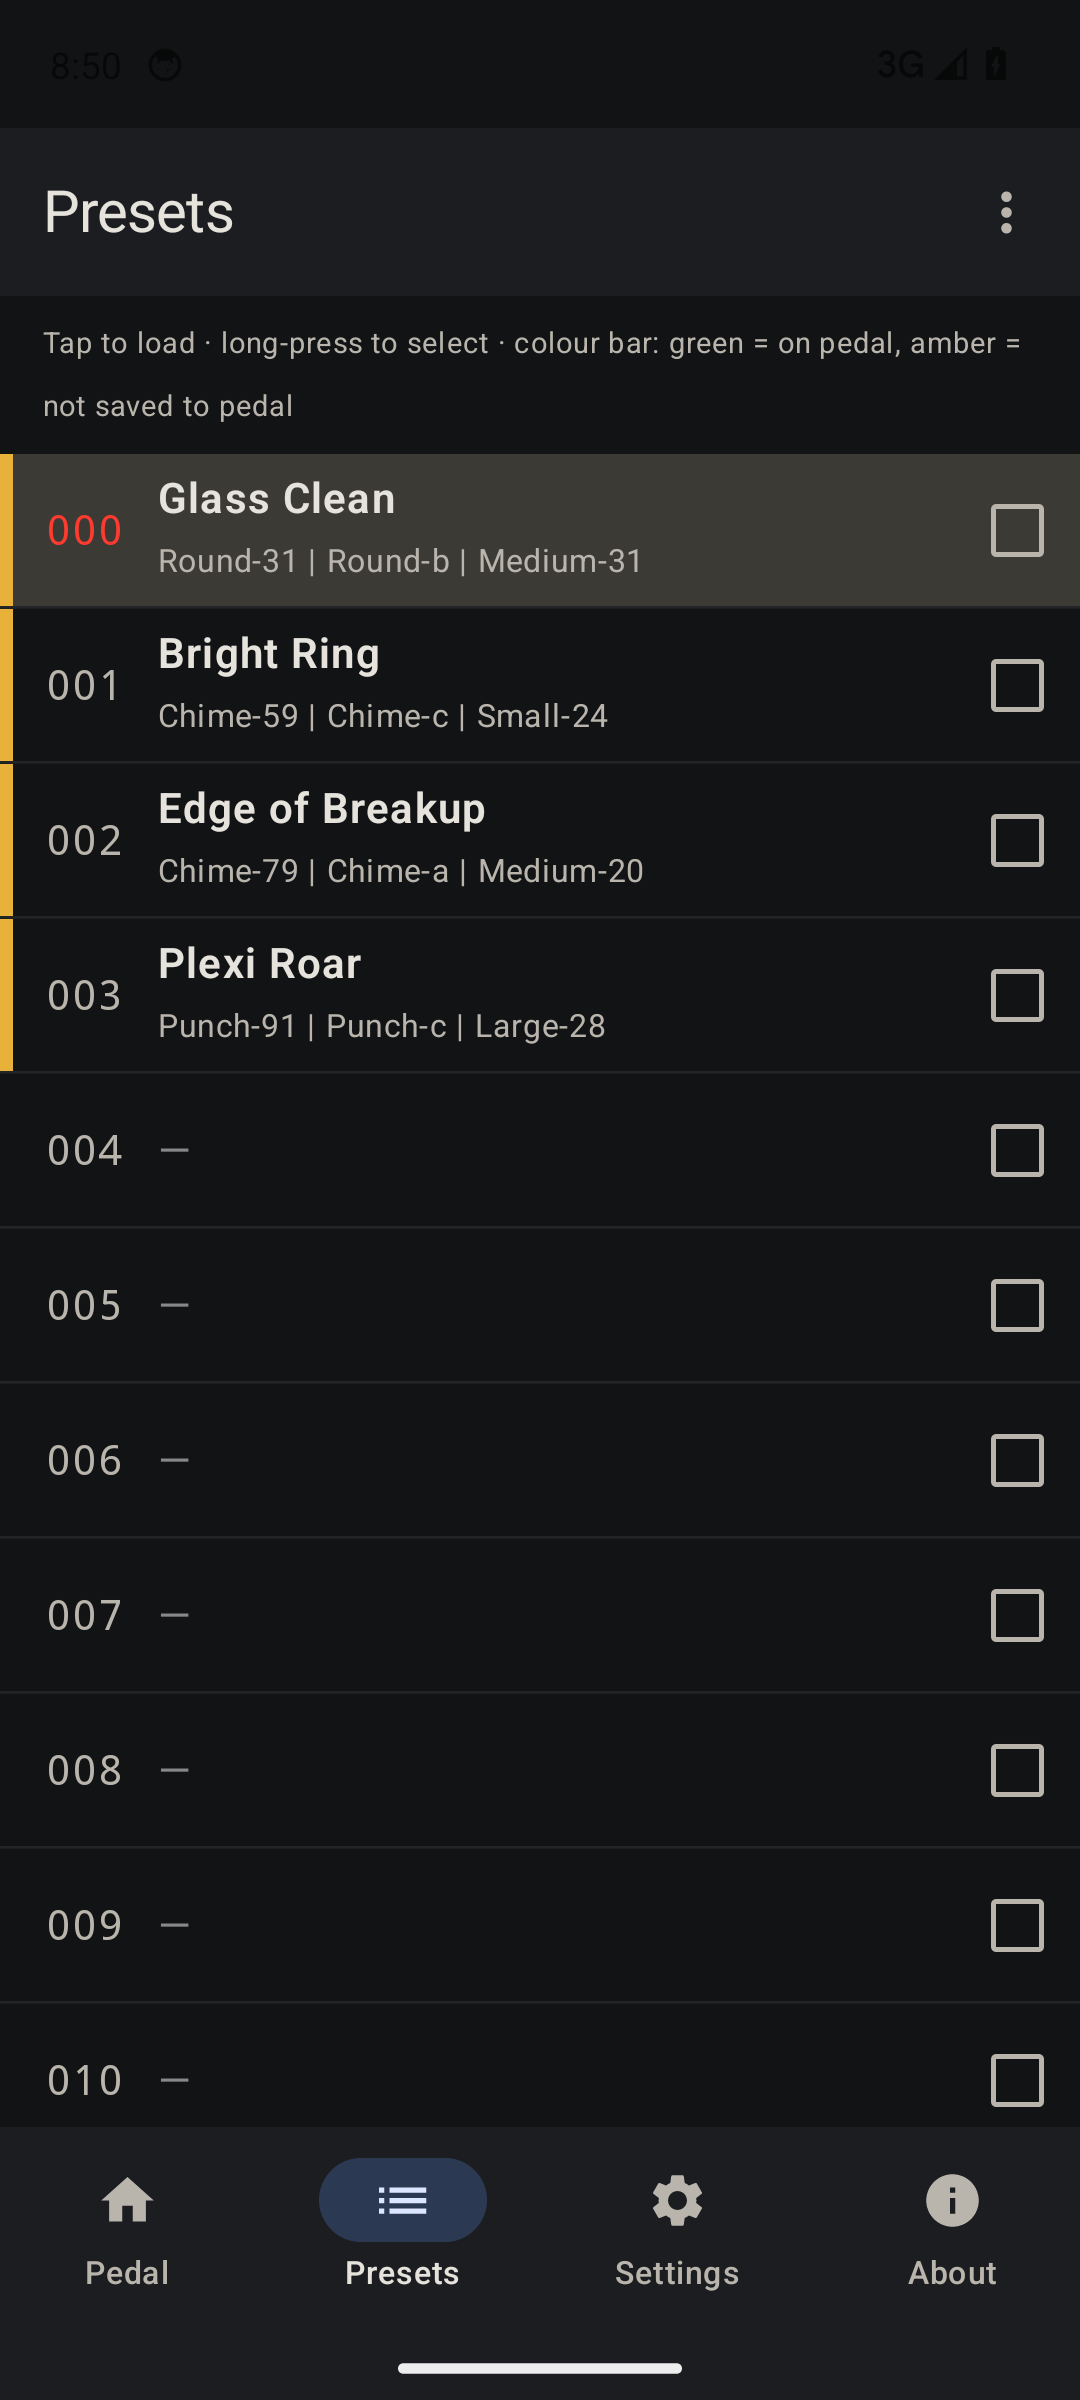 8:50
3G
Presets
Tap to load · long-press to select · colour bar: green = on pedal, amber =
not saved to pedal
000
Glass Clean
Round-31 | Round-b | Medium-31
001
Bright Ring
Chime-59 | Chime-c | Small-24
002
Edge of Breakup
Chime-79 | Chime-a | Medium-20
003
Plexi Roar
Punch-91 | Punch-c | Large-28
004 —
005 —
006 —
007 —
008 —
009 —
010 —
Pedal
Presets
Settings
About